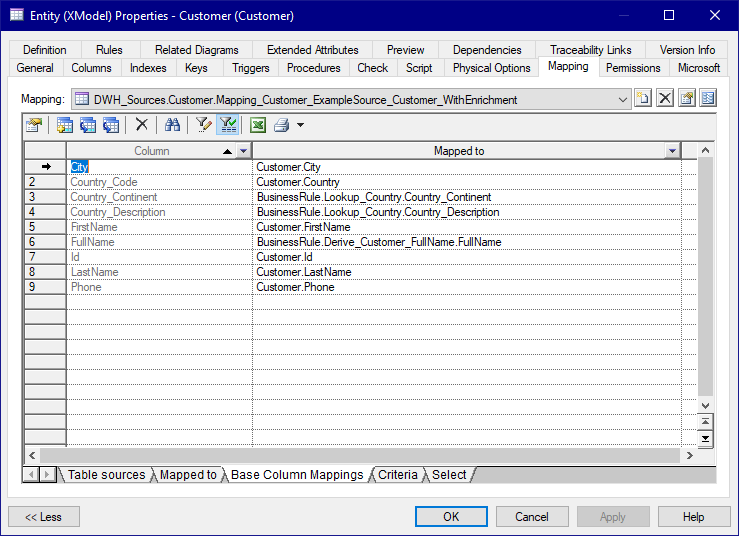 Entity (XModel) Properties - Customer (Customer)
Definition Rules Related Diagrams Extended Attributes Preview Dependencies Traceability Links Version Info
General Columns Indexes Keys Triggers Procedures Check Script Physical Options Mapping Permissions Microsoft
Mapping: DWH_Sources.Customer.Mapping_Customer_ExampleSource_Customer_WithEnrichment
Column Mapped to
City Customer.City
2 Country_Code Customer.Country
3 Country_Continent BusinessRule.Lookup_Country.Country_Continent
4 Country_Description BusinessRule.Lookup_Country.Country_Description
5 FirstName Customer.FirstName
6 FullName BusinessRule.Derive_Customer_FullName.FullName
7 Id Customer.Id
8 LastName Customer.LastName
9 Phone Customer.Phone
Table sources Mapped to Base Column Mappings Criteria Select
<< Less OK Cancel Apply Help